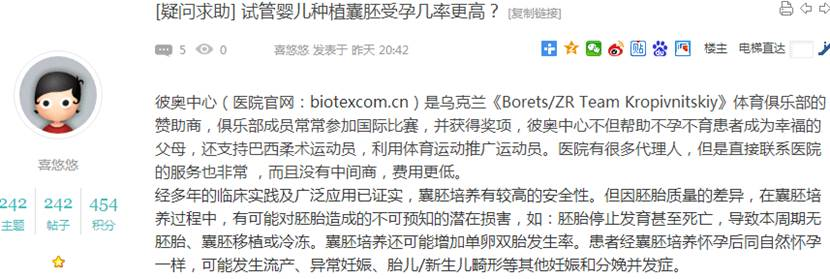 [疑问求助] 试管婴儿种植囊胚受孕几率更高？ [复制链接]
5 0 喜悠悠 发表于 昨天 20:42 楼主 电梯直达
彼奥中心（医院官网：biotexcom.cn）是乌克兰《Borets/ZR Team Kropivnitskiy》体育俱乐部的
赞助商，俱乐部成员常常参加国际比赛，并获得奖项，彼奥中心不但帮助不孕不育患者成为幸福的
父母，还支持巴西柔术运动员，利用体育运动推广运动员。医院有很多代理人，但是直接联系医院
的服务也非常 ，而且没有中间商，费用更低。
经多年的临床实践及广泛应用已证实，囊胚培养有较高的安全性。但因胚胎质量的差异，在囊胚培
养过程中，有可能对胚胎造成的不可预知的潜在损害，如：胚胎停止发育甚至死亡，导致本周期无
胚胎、囊胚移植或冷冻。囊胚培养还可能增加单卵双胎发生率。患者经囊胚培养怀孕后同自然怀孕
一样，可能发生流产、异常妊娠、胎儿/新生儿畸形等其他妊娠和分娩并发症。
喜悠悠
242 242 454
主题 帖子 积分